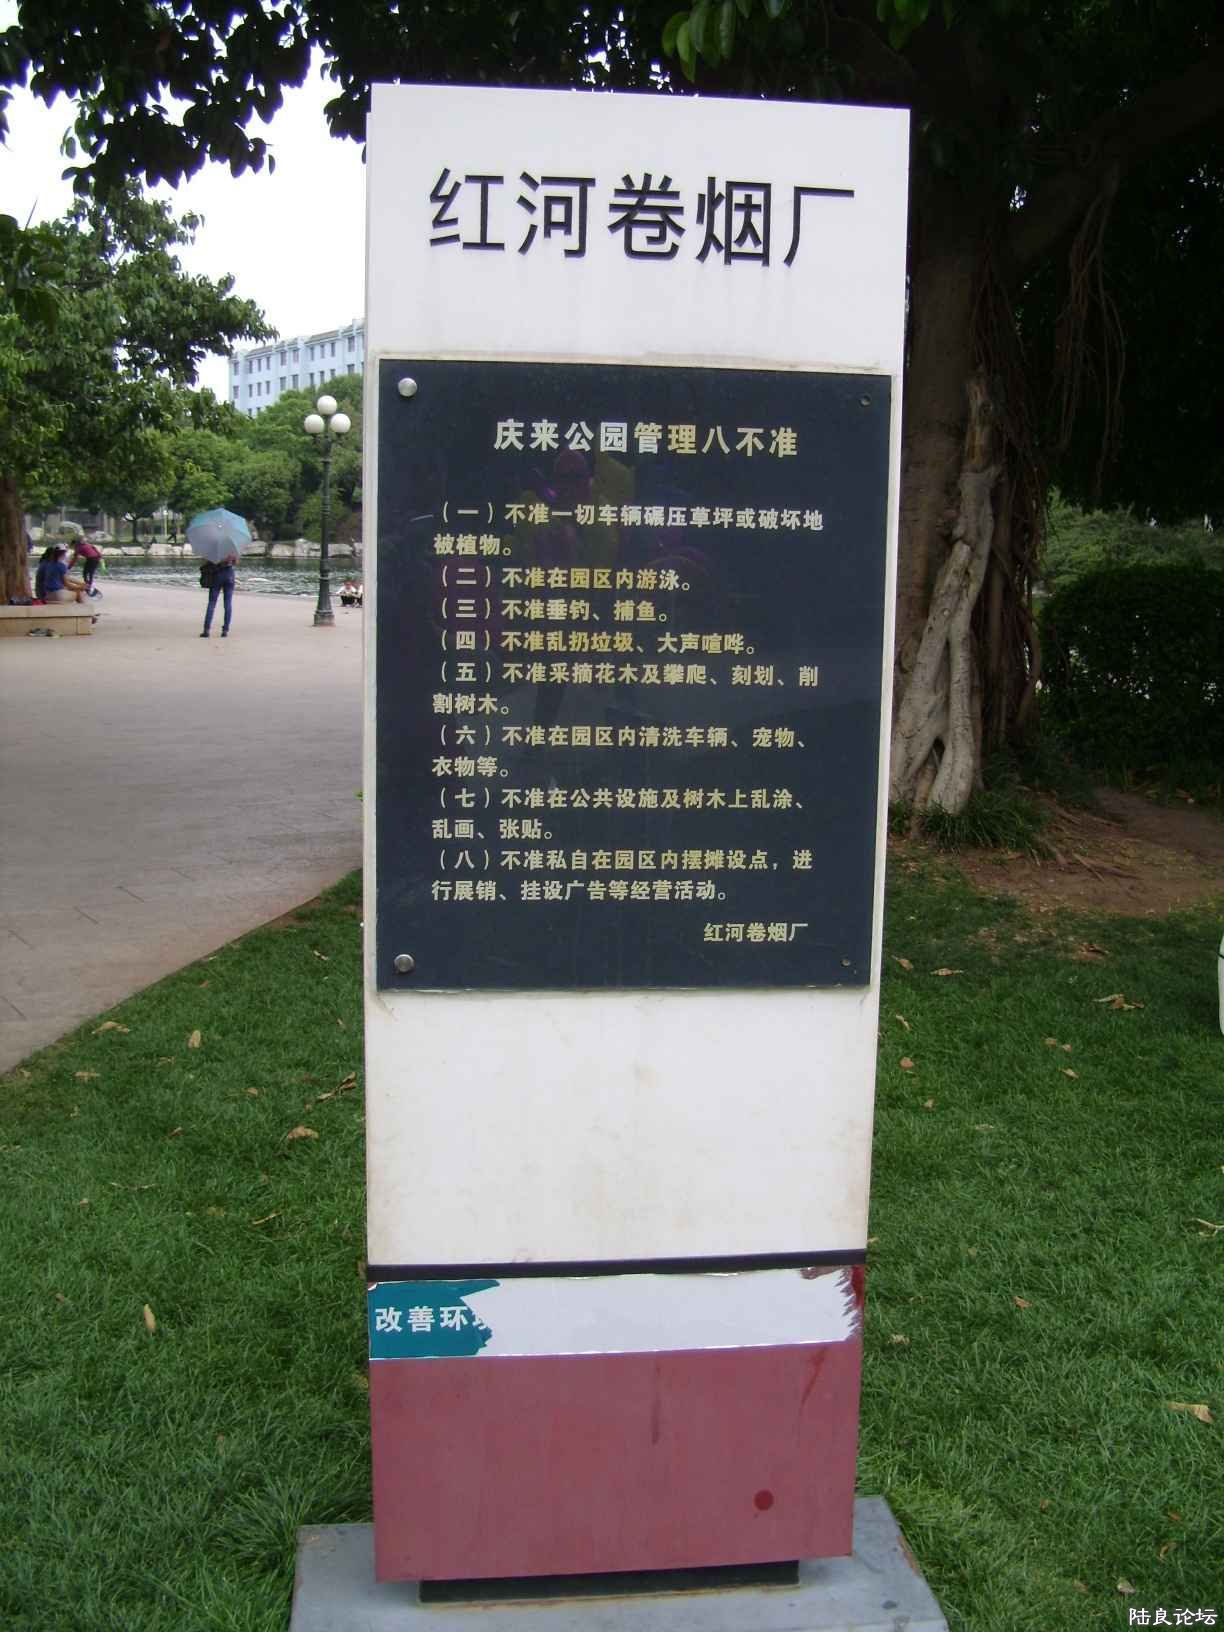 红河卷烟厂
庆来公园管理八不准
（一）不准一切车辆碾压草坪或破坏地
被植物。
（二）不准在园区内游泳。
（三）不准垂钓、捕鱼。
（四）不准乱扔垃圾、大声喧哗。
（五）不准采摘花木及攀爬、刻划、削
割树木。
（六）不准在园区内清洗车辆、宠物、
衣物等。
（七）不准在公共设施及树木上乱涂、
乱画、张贴。
（八）不准私自在园区内摆摊设点，进
行展销、挂设广告等经营活动。
红河卷烟厂
改善环
陆良论坛